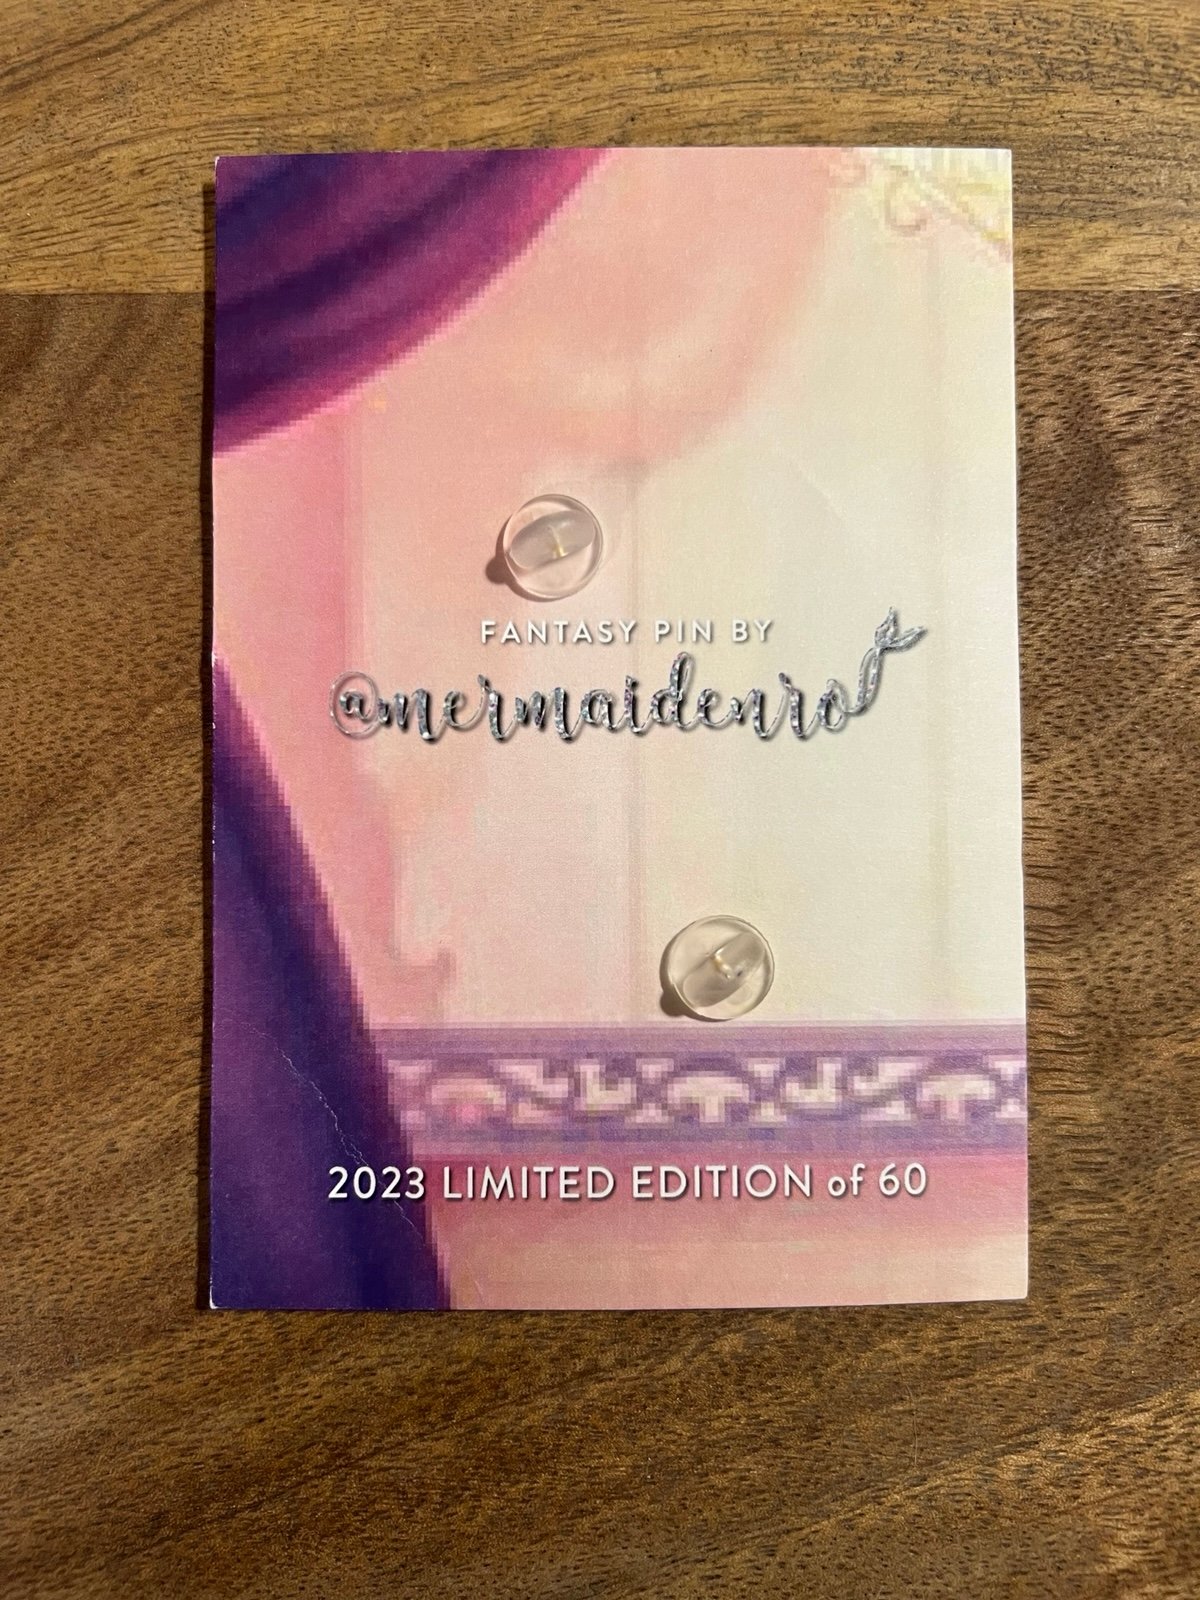 FANTASY PIN BY
@mermaidenro
2023 LIMITED EDITION of 60